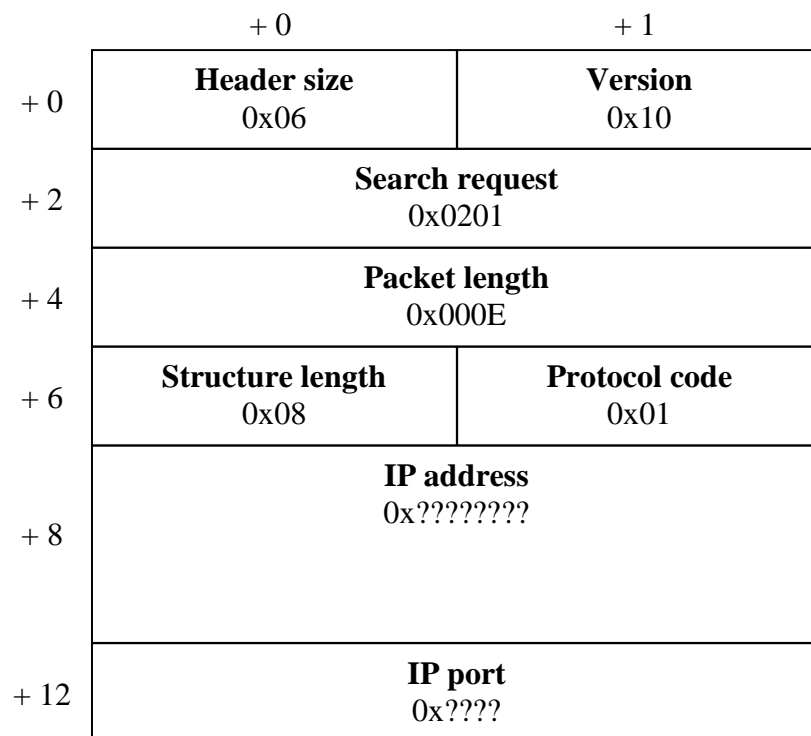 + 0 + 1
+ 0
Header size Version
0x06 0x10
+ 2
Search request
0x0201
+ 4
Packet length
0x000E
+ 6
Structure length Protocol code
0x08 0x01
+ 8
IP address
0x????????
+ 12
IP port
0x????